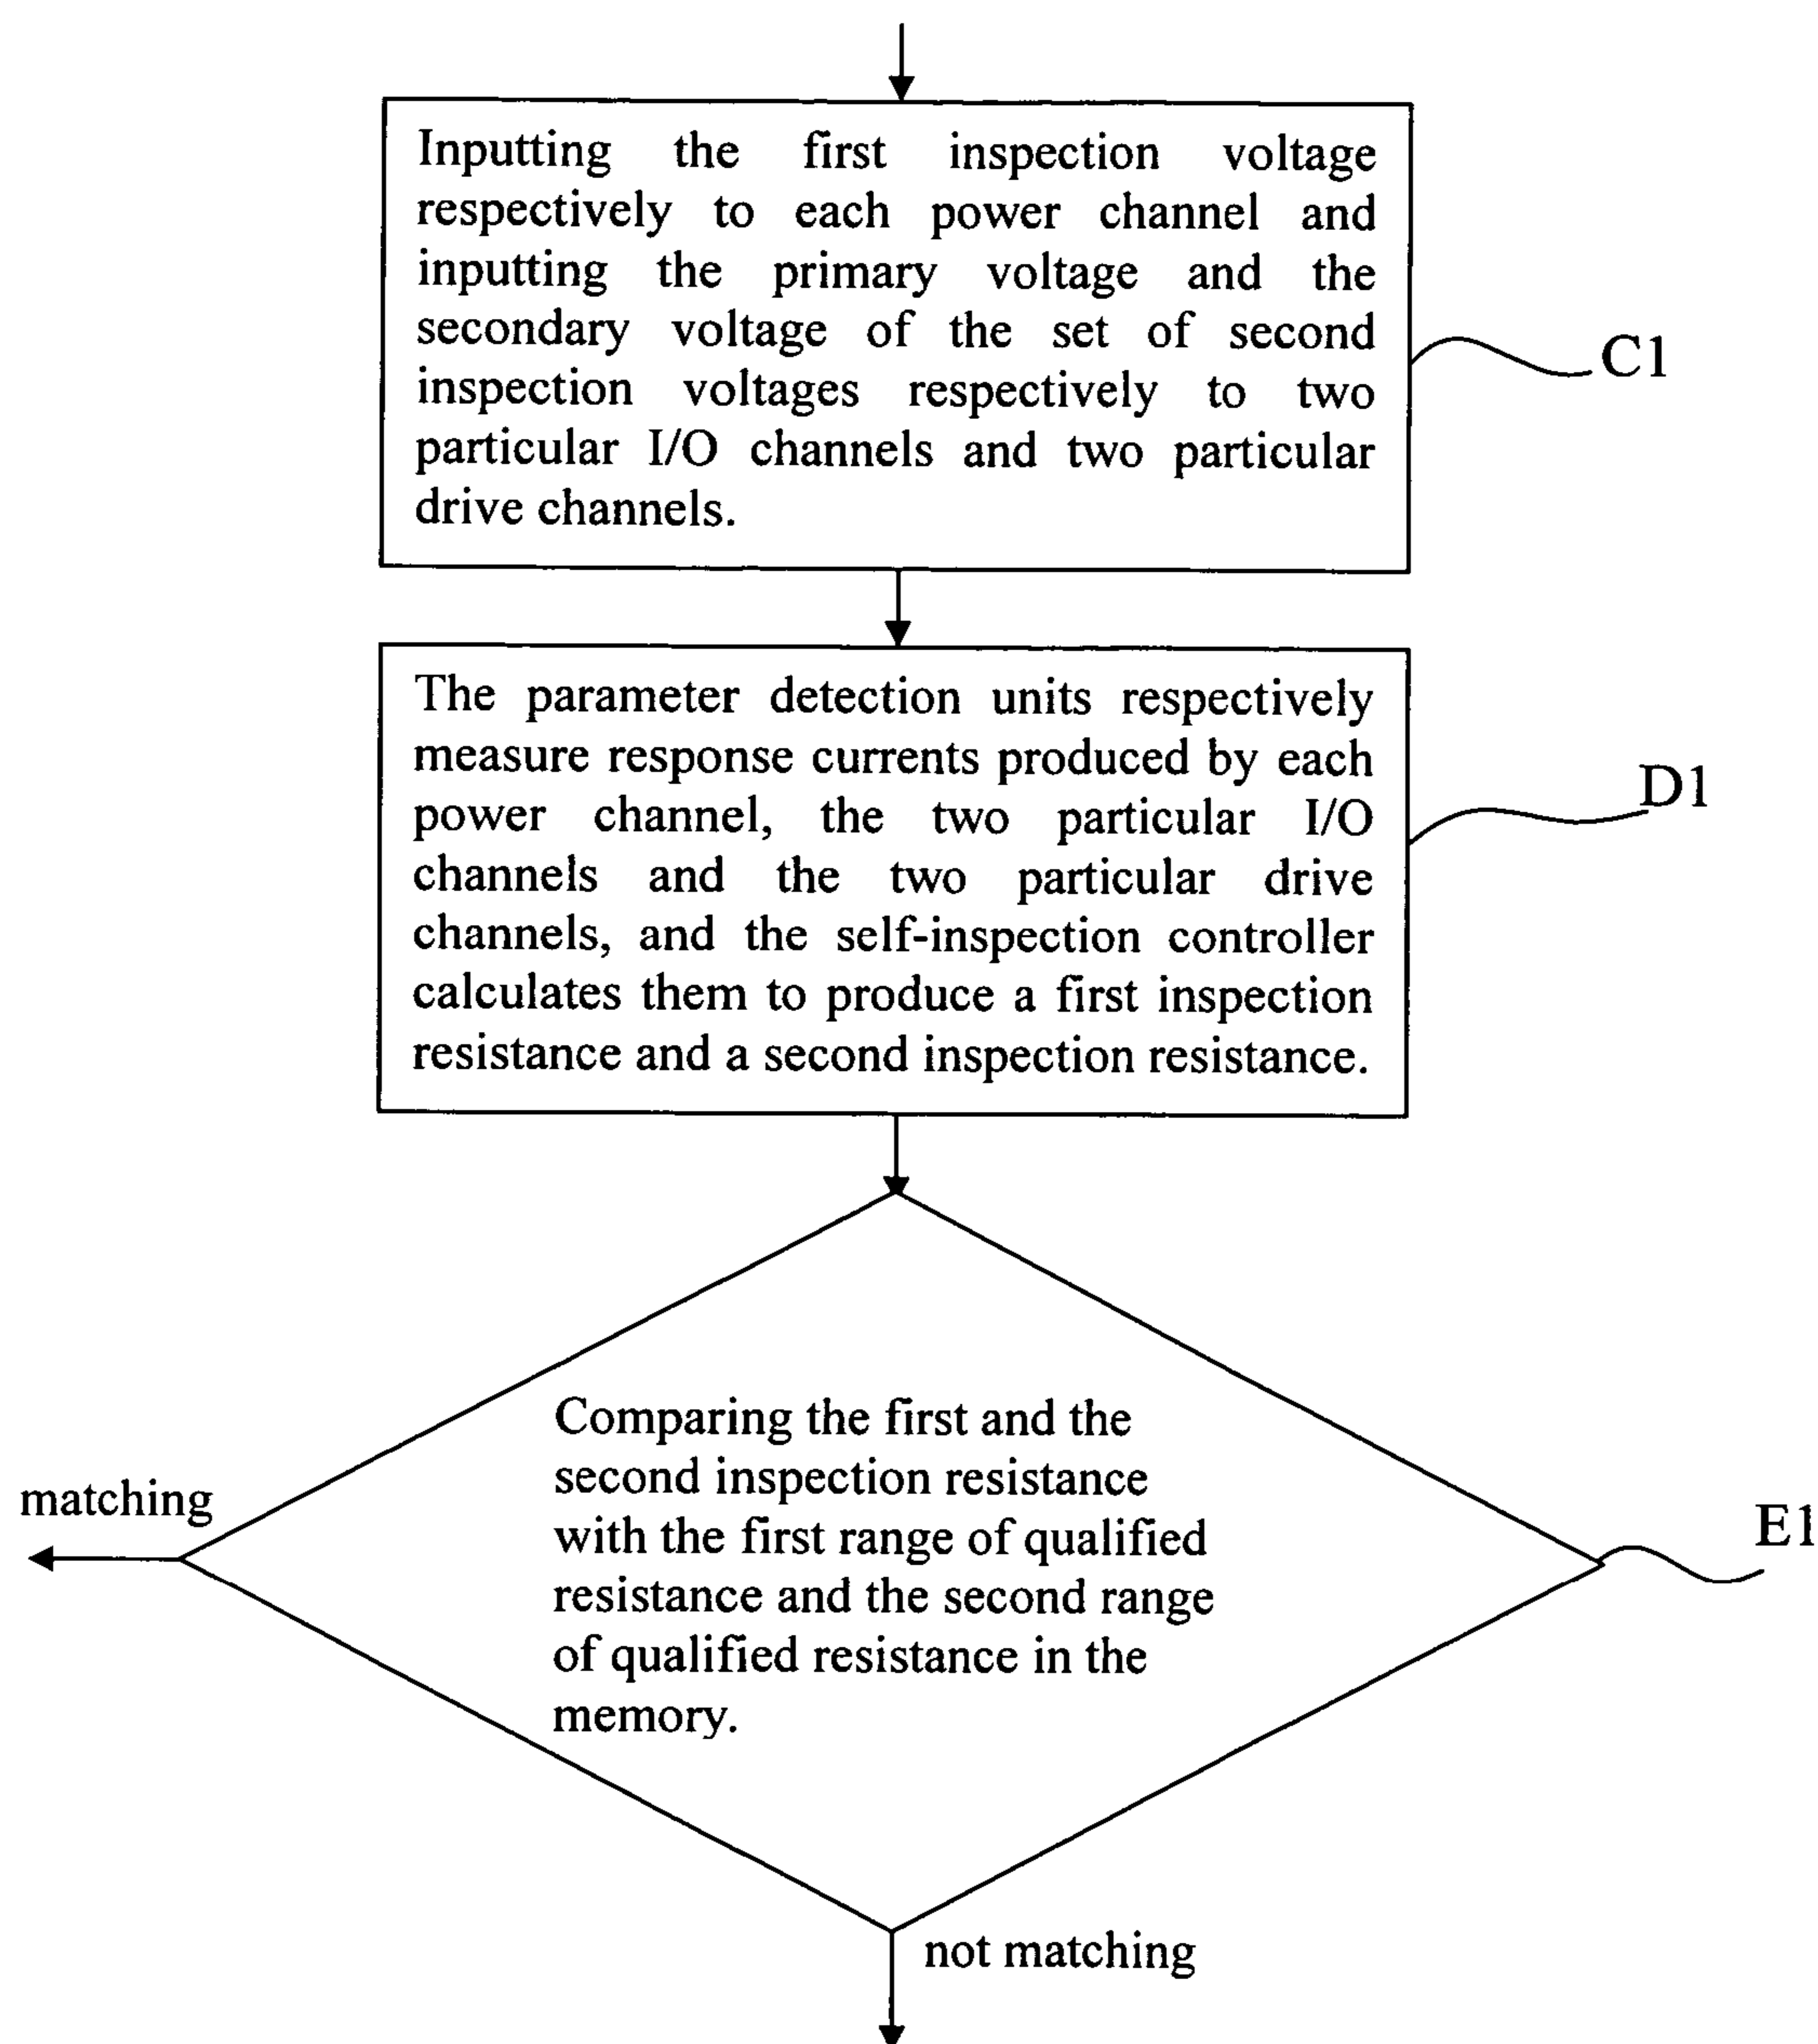 Inputting the first inspection voltage
respectively to each power channel and
inputting the primary voltage and the
secondary voltage of the set of second
inspection voltages respectively to two
particular I/O channels and two particular
drive channels.
C1
The parameter detection units respectively
measure response currents produced by each
power channel, the two particular I/O
channels and the two particular drive
channels, and the self-inspection controller
calculates them to produce a first inspection
resistance and a second inspection resistance.
D1
Comparing the first and the
second inspection resistance
with the first range of qualified
resistance and the second range
of qualified resistance in the
memory.
matching
E1
not matching